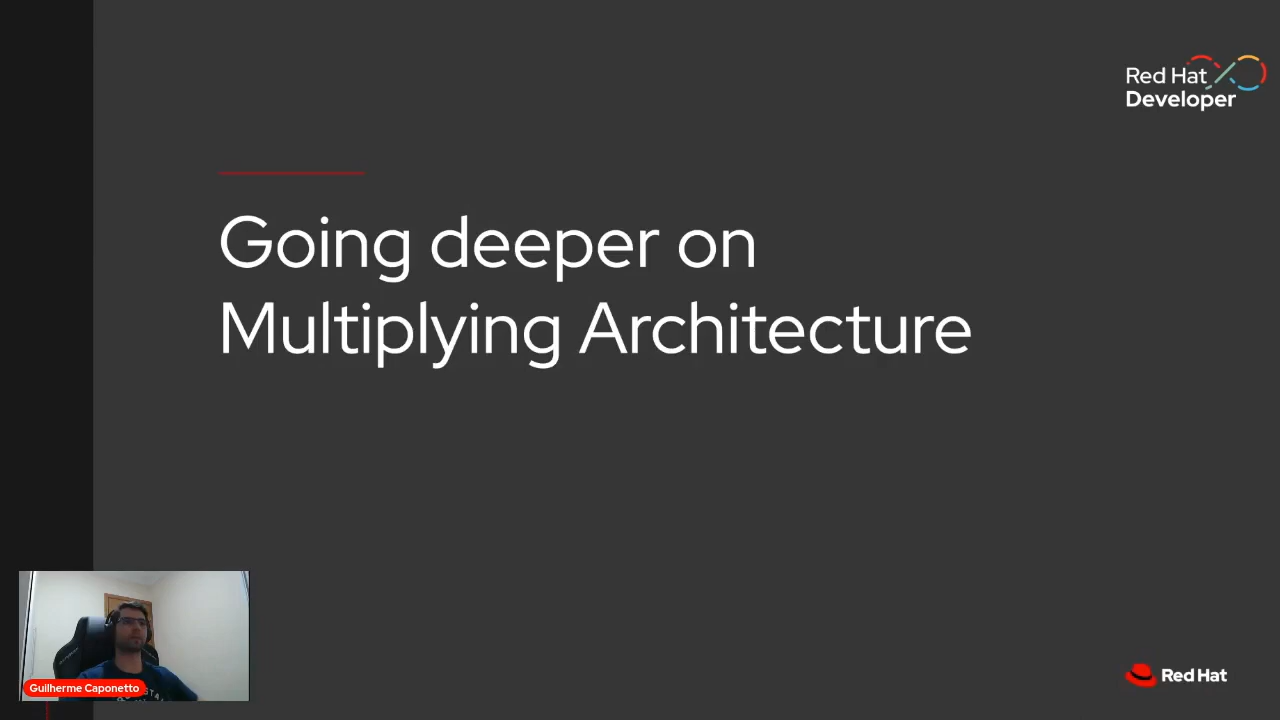 Red Hat
Developer
Going deeper on
Multiplying Architecture
Guilherme Caponetto
Red Hat